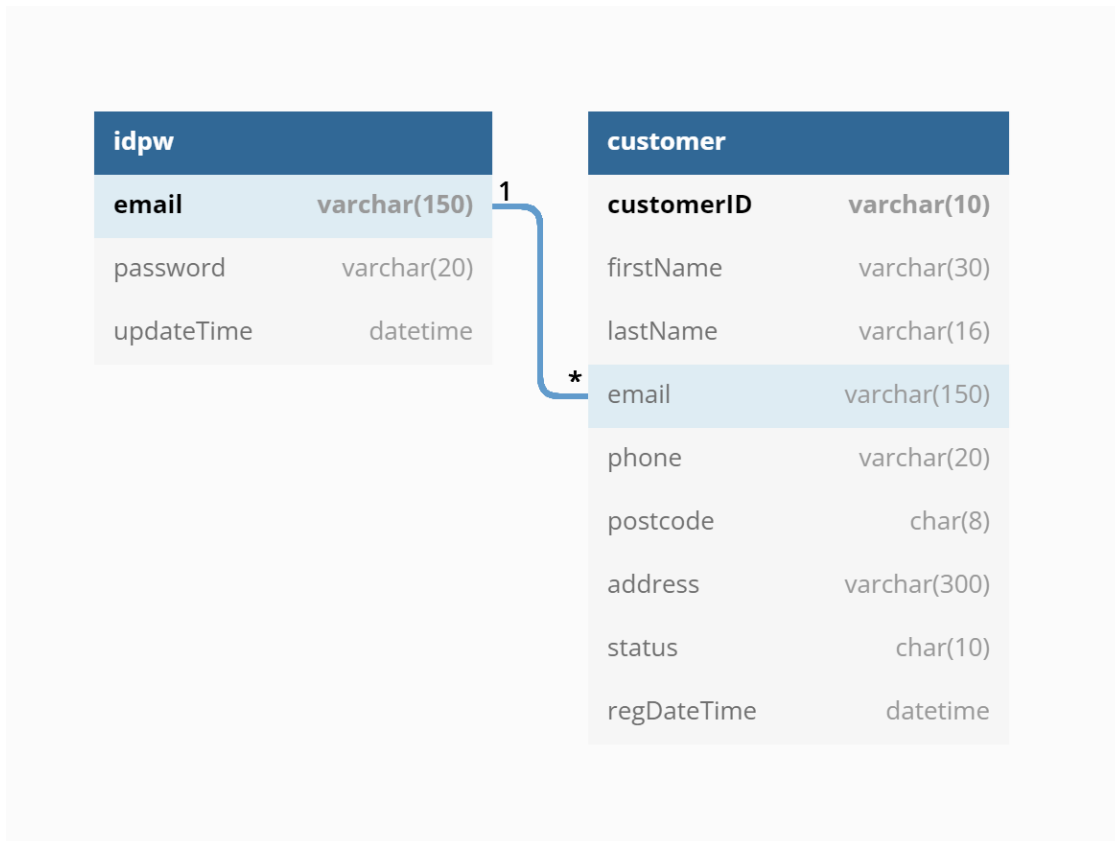 idpw
email varchar(150)
password varchar(20)
updateTime datetime
1
*
customer
customerID varchar(10)
firstName varchar(30)
lastName varchar(16)
email varchar(150)
phone varchar(20)
postcode char(8)
address varchar(300)
status char(10)
regDateTime datetime